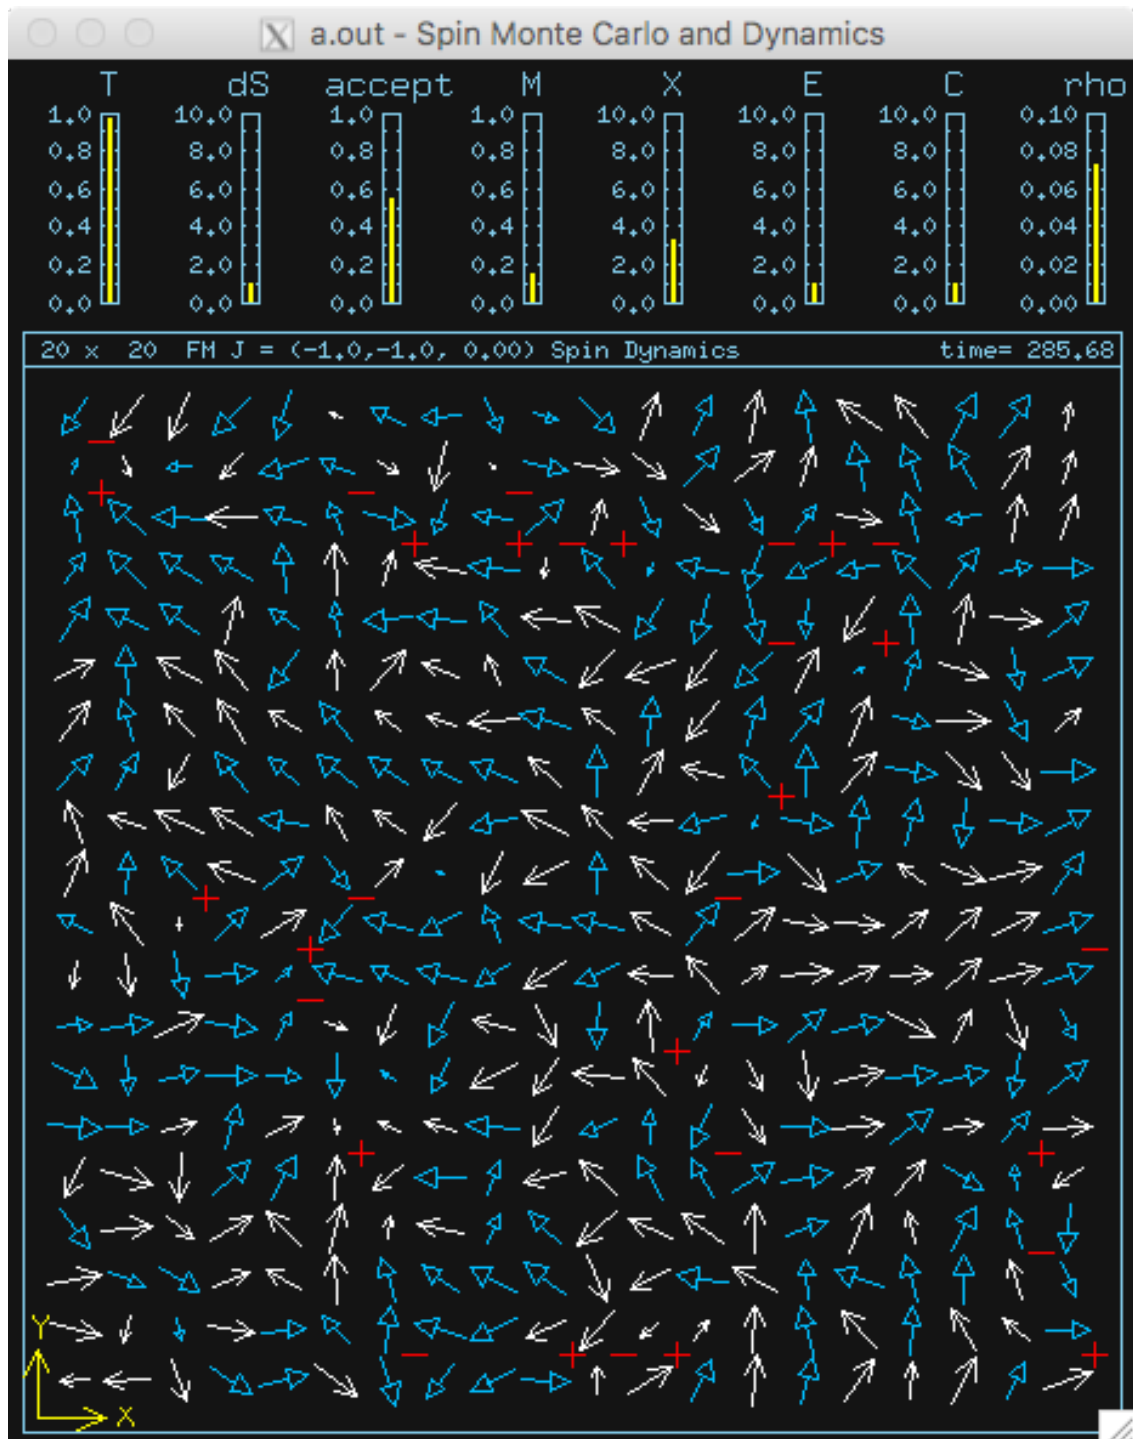 X a.out - Spin Monte Carlo and Dynamics
T dS accept M X E C rho
1.0 10.0 1.0 1.0 10.0 10.0 10.0 0.10
0.8 8.0 0.8 0.8 8.0 8.0 8.0 0.08
0.6 6.0 0.6 0.6 6.0 6.0 6.0 0.06
0.4 4.0 0.4 0.4 4.0 4.0 4.0 0.04
0.2 2.0 0.2 0.2 2.0 2.0 2.0 0.02
0.0 0.0 0.0 0.0 0.0 0.0 0.0 0.00
20 x 20 FM J = (-1.0,-1.0, 0.00) Spin Dynamics time= 285.68
Y
X